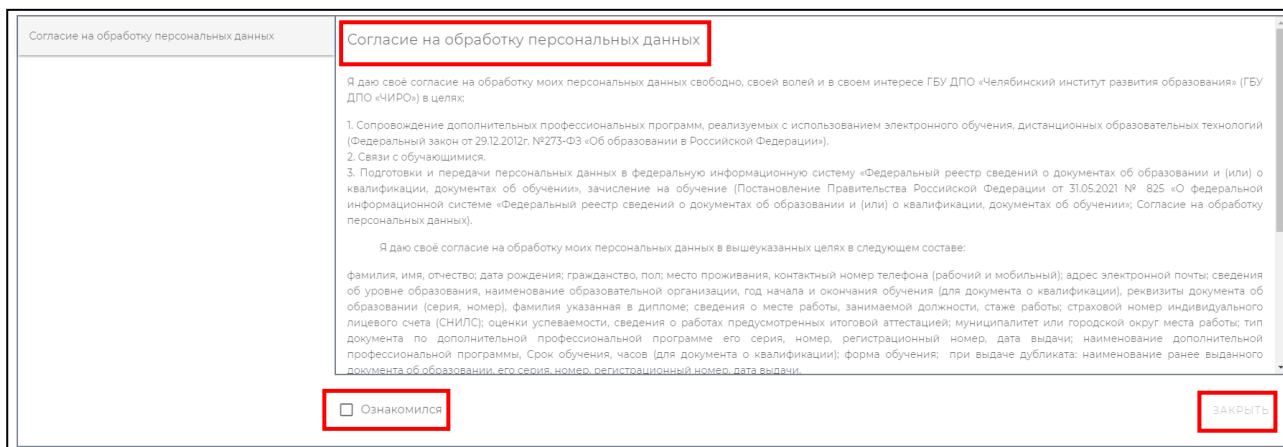 Согласие на обработку персональных данных
Согласие на обработку персональных данных
Я даю своё согласие на обработку моих персональных данных свободно, своей волей и в своем интересе ГБУ ДПО «Челябинский институт развития образования» (ГБУ
ДПО «ЧИРО») в целях:
1. Сопровождение дополнительных профессиональных программ, реализуемых с использованием электронного обучения, дистанционных образовательных технологий
(Федеральный закон от 29.12.2012г. №273-ФЗ «Об образовании в Российской Федерации»).
2. Связи с обучающимися.
3. Подготовки и передачи персональных данных в федеральную информационную систему «Федеральный реестр сведений о документах об образовании и (или) о
квалификации, документах об обучении», зачисление на обучение (Постановление Правительства Российской Федерации от 31.05.2021 № 825 «О федеральной
информационной системе «Федеральный реестр сведений о документах об образовании и (или) о квалификации, документах об обучении»; Согласие на обработку
персональных данных).
Я даю своё согласие на обработку моих персональных данных в вышеуказанных целях в следующем составе:
фамилия, имя, отчество; дата рождения; гражданство, пол; место проживания, контактный номер телефона (рабочий и мобильный); адрес электронной почты; сведения
об уровне образования, наименование образовательной организации, год начала и окончания обучения (для документа о квалификации), реквизиты документа об
образовании (серия, номер), фамилия указанная в дипломе; сведения о месте работы, занимаемой должности, стаже работы; страховой номер индивидуального
лицевого счета (СНИЛС); оценки успеваемости, сведения о работах предусмотренных итоговой аттестацией; муниципалитет или городской округ места работы; тип
документа по дополнительной профессиональной программе его серия, номер, регистрационный номер, дата выдачи; наименование дополнительной
профессиональной программы, Срок обучения, часов (для документа о квалификации); форма обучения; при выдаче дубликата: наименование ранее выданного
документа об образовании, его серия, номер, регистрационный номер, дата выдачи.
Ознакомился
ЗАКРЫТЬ